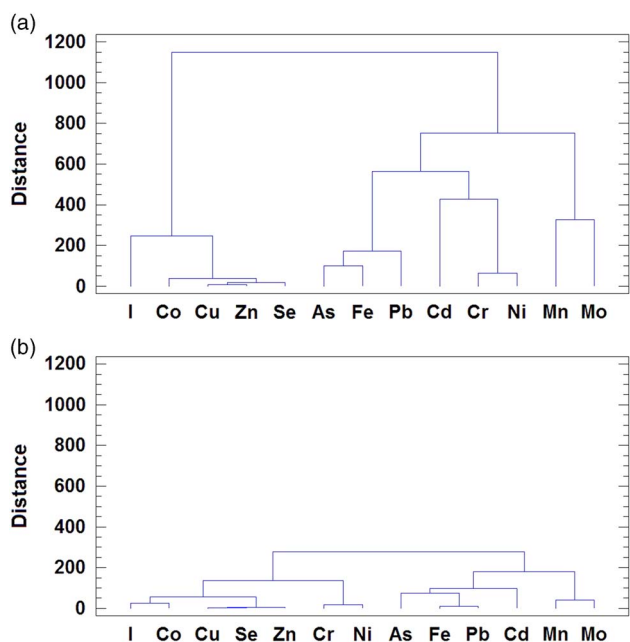 (a)
1200
1000
800
600
400
200
0
Distance
I Co Cu Zn Se As Fe Pb Cd Cr Ni Mn Mo
(b)
1200
1000
800
600
400
200
0
Distance
I Co Cu Se Zn Cr Ni As Fe Pb Cd Mn Mo